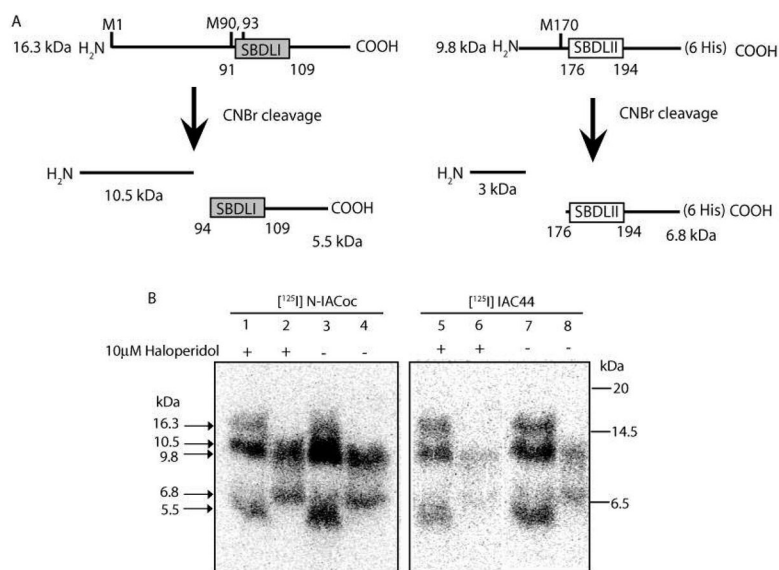 A
M1 M90, 93
16.3 kDa H₂N SBDLI COOH
91 109
CNBr cleavage
H₂N
10.5 kDa
SBDLI COOH
94 109 5.5 kDa
M170
9.8 kDa H₂N SBDLII (6 His) COOH
176 194
CNBr cleavage
H₂N
3 kDa
SBDLII (6 His) COOH
176 194 6.8 kDa
B
[¹²⁵I] N-IACoc [¹²⁵I] IAC44
1 2 3 4 5 6 7 8
10μM Haloperidol + + - - + + - -
kDa
16.3
10.5
9.8
6.8
5.5
kDa
20
14.5
6.5